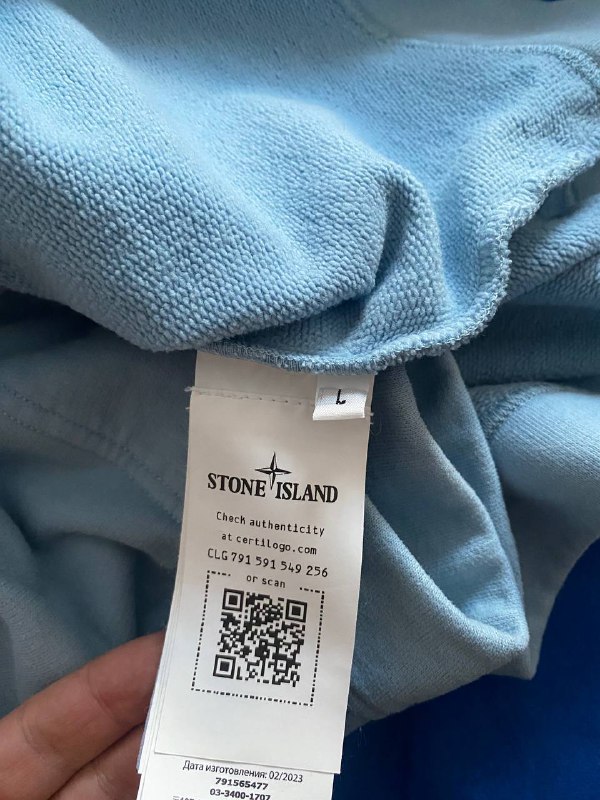 L
STONE ISLAND
Check authenticity
at certilogo.com
CLG 791 591 549 256
or scan
Дата изготовления: 02/2023
791565477
03-3400-1707